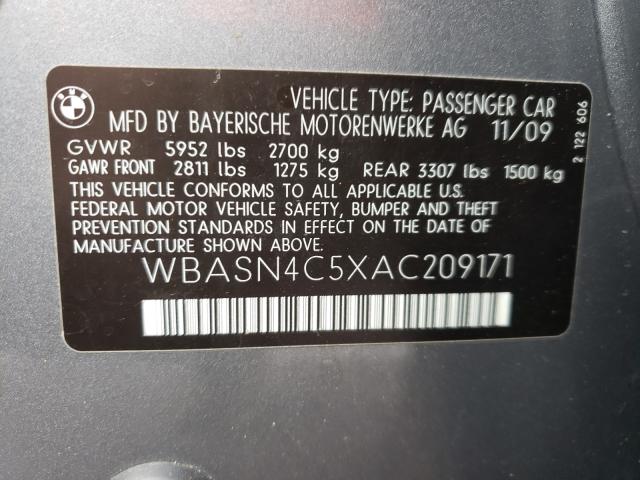 BMW
VEHICLE TYPE: PASSENGER CAR
MFD BY BAYERISCHE MOTORENWERKE AG 11/09
GVWR 5952 lbs 2700 kg
GAWR FRONT 2811 lbs 1275 kg REAR 3307 lbs 1500 kg
THIS VEHICLE CONFORMS TO ALL APPLICABLE U.S.
FEDERAL MOTOR VEHICLE SAFETY, BUMPER AND THEFT
PREVENTION STANDARDS IN EFFECT ON THE DATE OF
MANUFACTURE SHOWN ABOVE.
WBASN4C5XAC209171
2 122 606